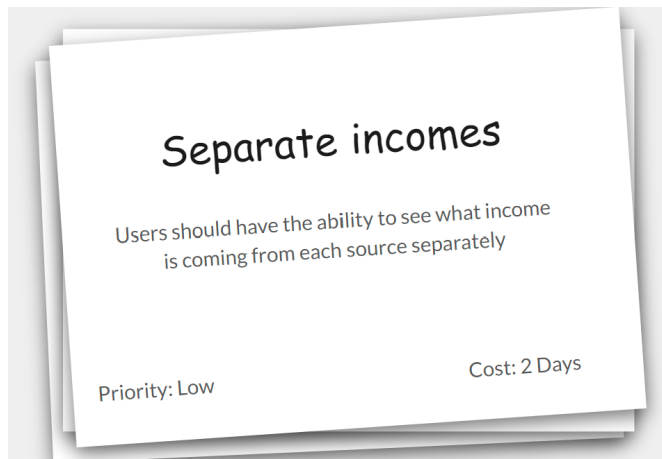 Separate incomes
Users should have the ability to see what income
is coming from each source separately
Priority: Low
Cost: 2 Days